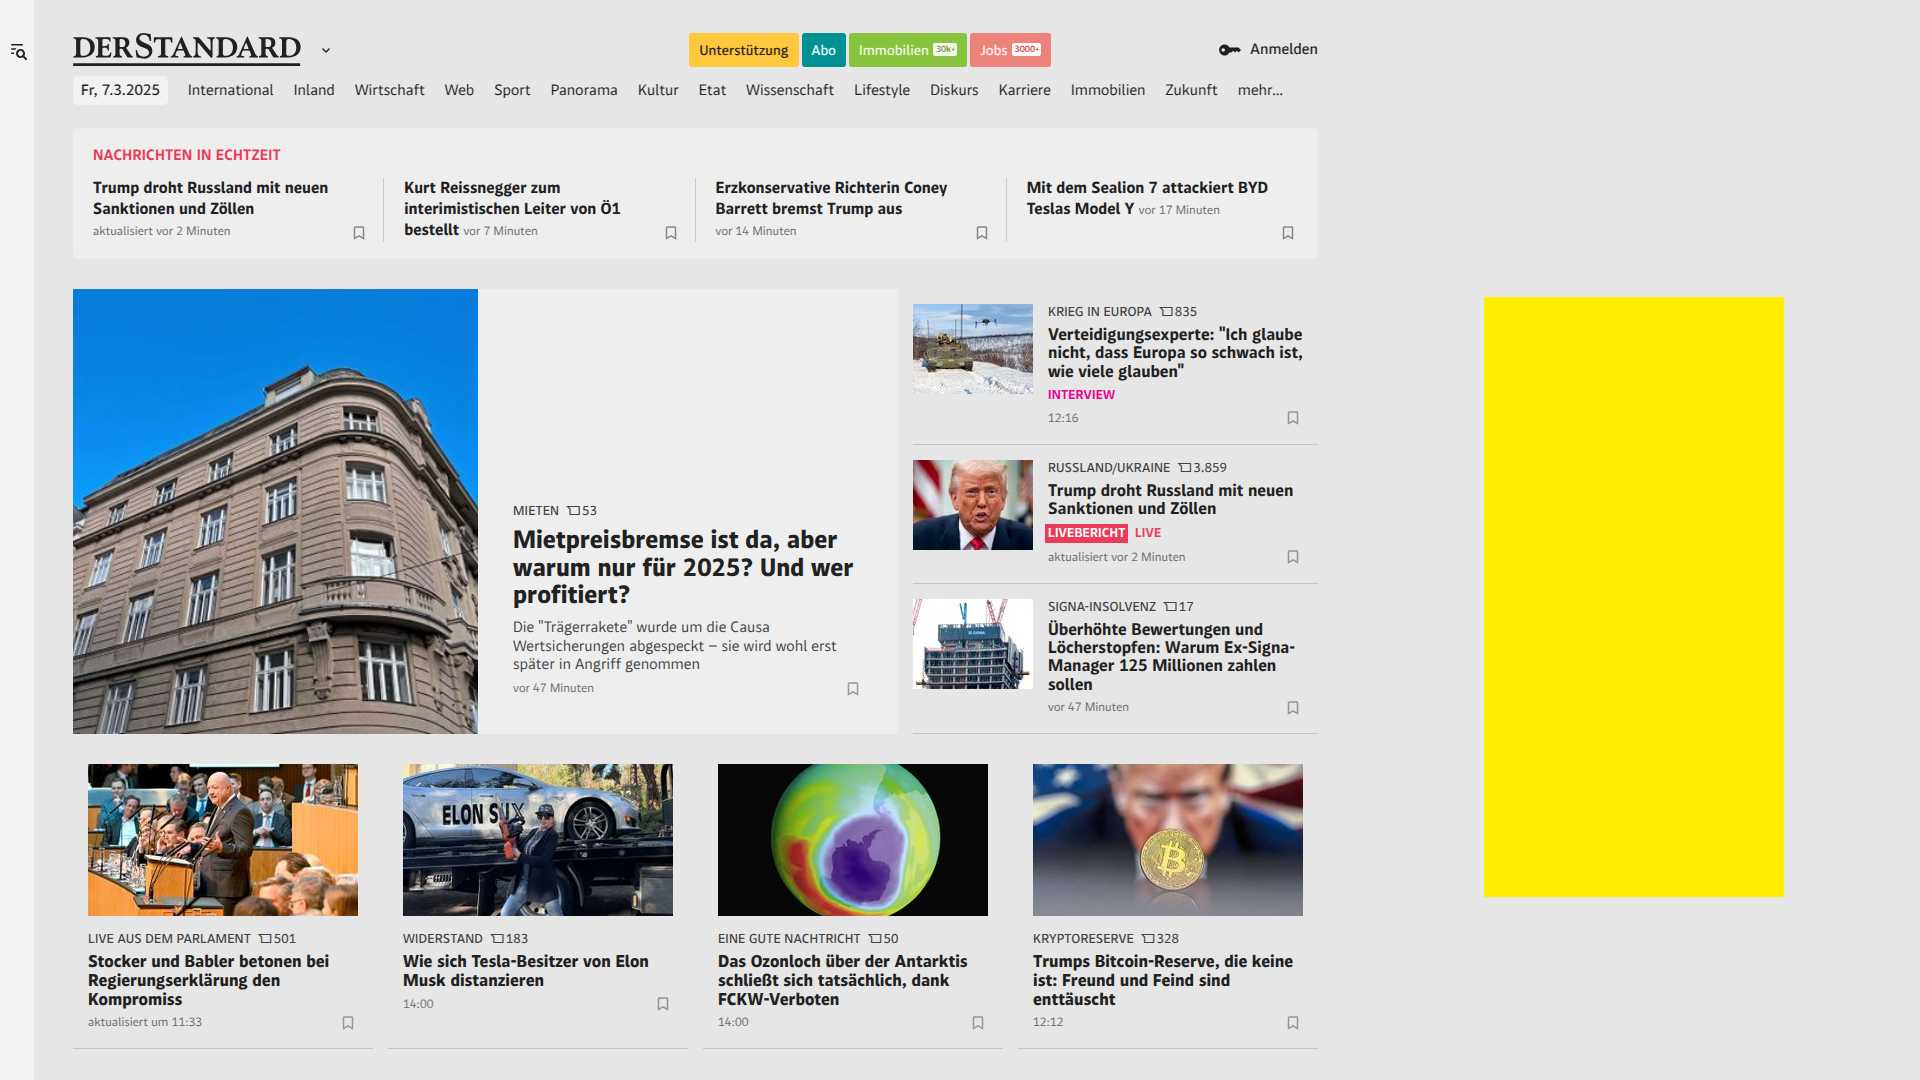 DERSTANDARD
Unterstützung
Abo
Immobilien 30k+
Jobs 3000+
Anmelden
Fr, 7.3.2025
International
Inland
Wirtschaft
Web
Sport
Panorama
Kultur
Etat
Wissenschaft
Lifestyle
Diskurs
Karriere
Immobilien
Zukunft
mehr...
NACHRICHTEN IN ECHTZEIT
Trump droht Russland mit neuen
Sanktionen und Zöllen
aktualisiert vor 2 Minuten
Kurt Reissnegger zum
interimistischen Leiter von Ö1
bestellt vor 7 Minuten
Erzkonservative Richterin Coney
Barrett bremst Trump aus
vor 14 Minuten
Mit dem Sealion 7 attackiert BYD
Teslas Model Y vor 17 Minuten
MIETEN 53
Mietpreisbremse ist da, aber
warum nur für 2025? Und wer
profitiert?
Die "Trägerrakete" wurde um die Causa
Wertsicherungen abgespeckt – sie wird wohl erst
später in Angriff genommen
vor 47 Minuten
KRIEG IN EUROPA 835
Verteidigungsexperte: "Ich glaube
nicht, dass Europa so schwach ist,
wie viele glauben"
INTERVIEW
12:16
RUSSLAND/UKRAINE 3.859
Trump droht Russland mit neuen
Sanktionen und Zöllen
LIVEBERICHT LIVE
aktualisiert vor 2 Minuten
SIGNA-INSOLVENZ 17
Überhöhte Bewertungen und
Löcherstopfen: Warum Ex-Signa-
Manager 125 Millionen zahlen
sollen
vor 47 Minuten
LIVE AUS DEM PARLAMENT 501
Stocker und Babler betonen bei
Regierungserklärung den
Kompromiss
aktualisiert um 11:33
ELON SUX
WIDERSTAND 183
Wie sich Tesla-Besitzer von Elon
Musk distanzieren
14:00
EINE GUTE NACHTRICHT 50
Das Ozonloch über der Antarktis
schließt sich tatsächlich, dank
FCKW-Verboten
14:00
KRYPTORESERVE 328
Trumps Bitcoin-Reserve, die keine
ist: Freund und Feind sind
enttäuscht
12:12